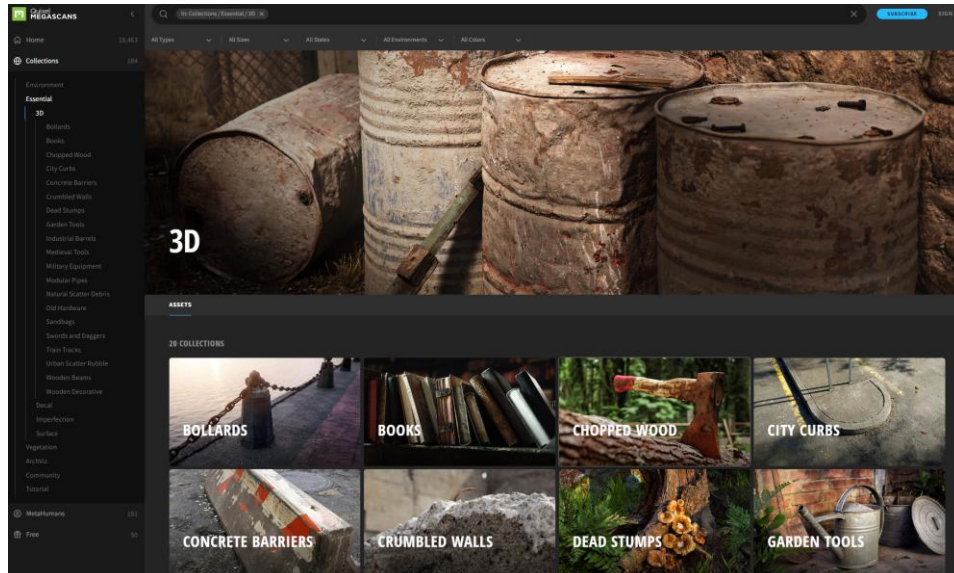 Quixel
MEGASCANS
In: Collections / Essential / 3D
SUBSCRIBE
SIGN
Home
Collections
Environment
Essential
3D
Bollards
Books
Chopped Wood
City Curbs
Concrete Barriers
Crumbled Walls
Dead Stumps
Garden Tools
Industrial Barrels
Medieval Tools
Military Equipment
Modular Pipes
Natural Scatter Debris
Old Hardware
Sandbags
Swords and Daggers
Train Tracks
Urban Scatter Rubble
Wooden Beams
Wooden Decorative
Decal
Imperfection
Surface
Vegetation
ArchViz
Community
Tutorial
MetaHumans
Free 50
All Types All Sizes All States All Environments All Colors
3D
ASSETS
20 COLLECTIONS
BOLLARDS
BOOKS
CHOPPED WOOD
CITY CURBS
CONCRETE BARRIERS
CRUMBLED WALLS
DEAD STUMPS
GARDEN TOOLS